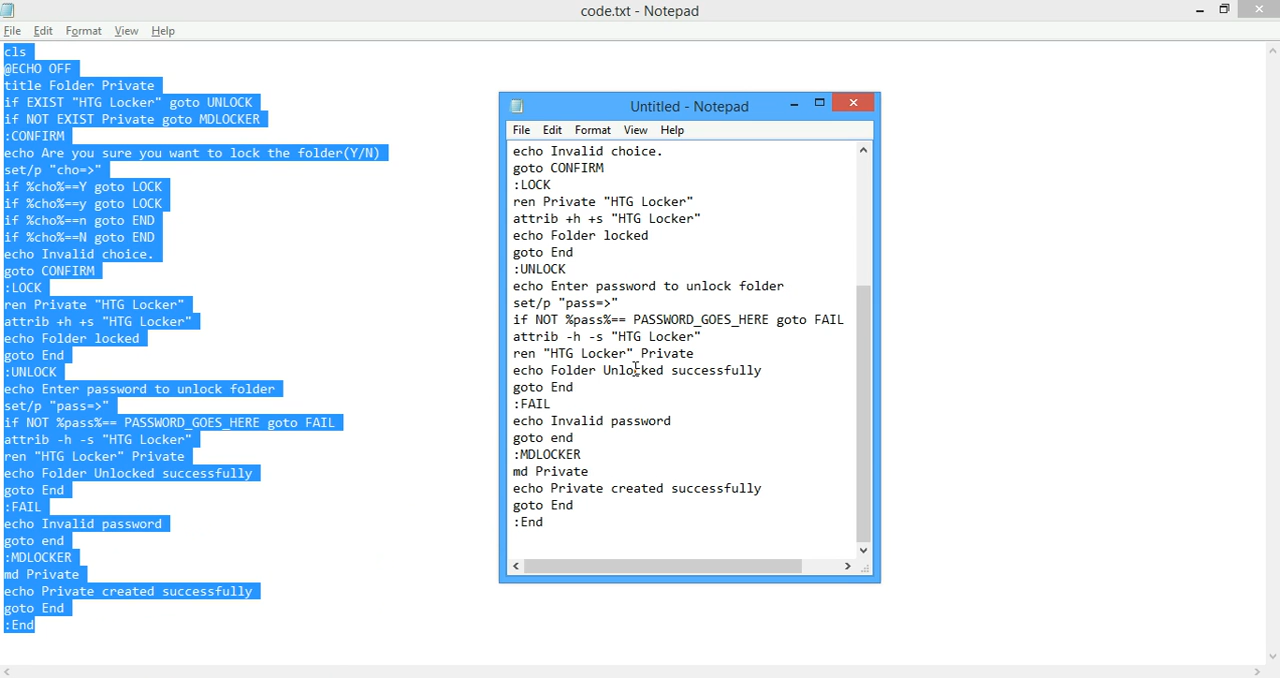 code.txt - Notepad
File Edit Format View Help
cls
@ECHO OFF
title Folder Private
if EXIST "HTG Locker" goto UNLOCK
if NOT EXIST Private goto MDLOCKER
:CONFIRM
echo Are you sure you want to lock the folder(Y/N)
set/p "cho=>"
if %cho%==Y goto LOCK
if %cho%==y goto LOCK
if %cho%==n goto END
if %cho%==N goto END
echo Invalid choice.
goto CONFIRM
:LOCK
ren Private "HTG Locker"
attrib +h +s "HTG Locker"
echo Folder locked
goto End
:UNLOCK
echo Enter password to unlock folder
set/p "pass=>"
if NOT %pass%== PASSWORD_GOES_HERE goto FAIL
attrib -h -s "HTG Locker"
ren "HTG Locker" Private
echo Folder Unlocked successfully
goto End
:FAIL
echo Invalid password
goto end
:MDLOCKER
md Private
echo Private created successfully
goto End
:End
Untitled - Notepad
File Edit Format View Help
echo Invalid choice.
goto CONFIRM
:LOCK
ren Private "HTG Locker"
attrib +h +s "HTG Locker"
echo Folder locked
goto End
:UNLOCK
echo Enter password to unlock folder
set/p "pass=>"
if NOT %pass%== PASSWORD_GOES_HERE goto FAIL
attrib -h -s "HTG Locker"
ren "HTG Locker" Private
echo Folder Unlocked successfully
goto End
:FAIL
echo Invalid password
goto end
:MDLOCKER
md Private
echo Private created successfully
goto End
:End